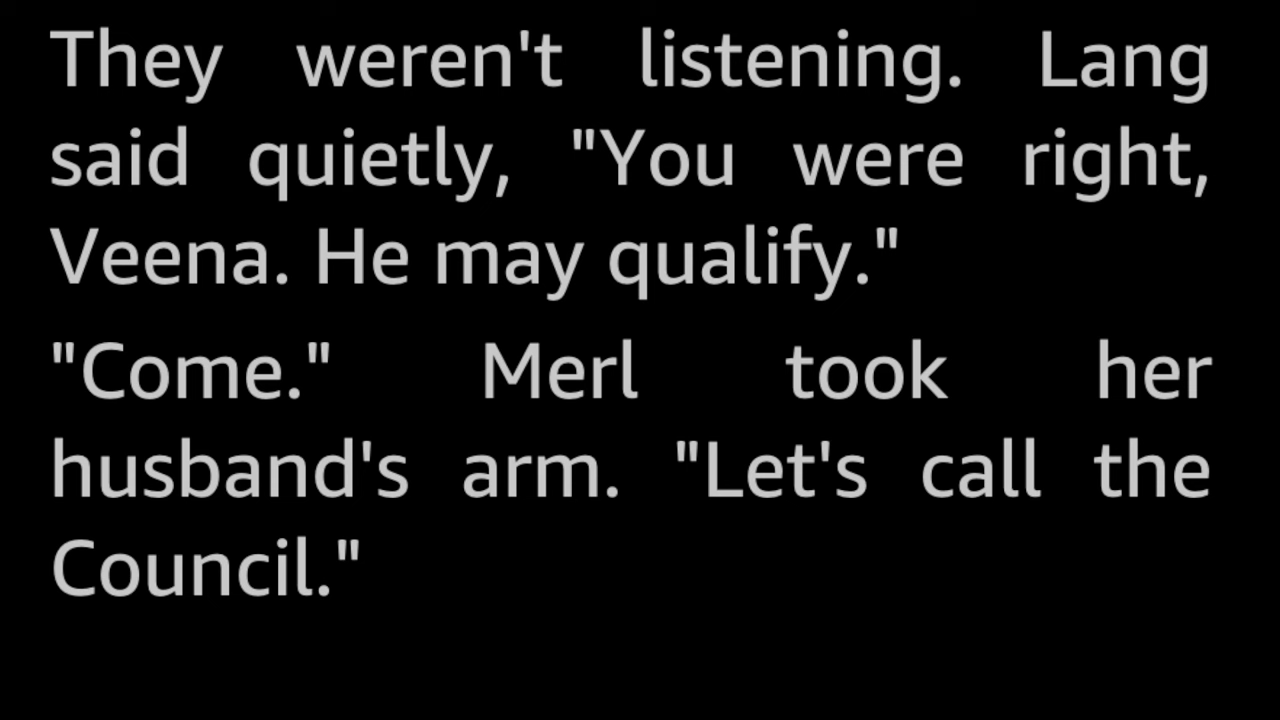 They weren't listening. Lang
said quietly, "You were right,
Veena. He may qualify."
"Come." Merl took her
husband's arm. "Let's call the
Council."